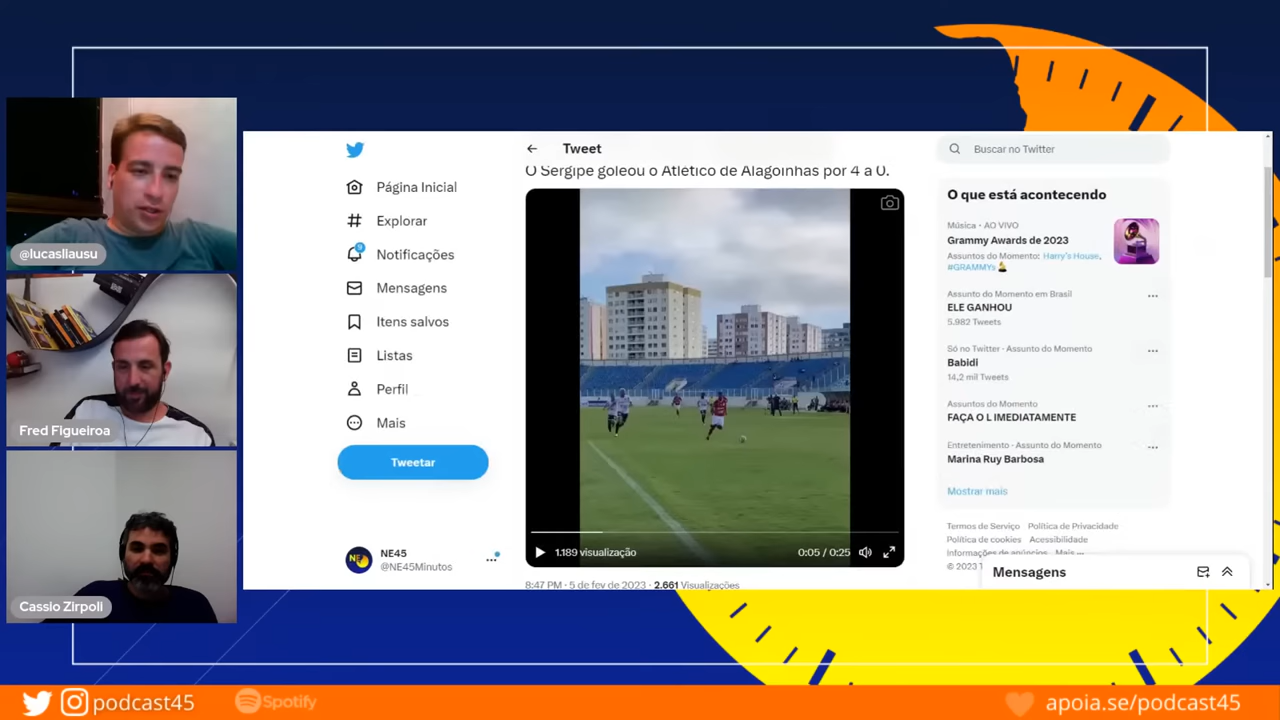 @lucasliausu
Fred Figueiroa
Cassio Zirpoli
Página Inicial
Explorar
9
Notificações
Mensagens
Itens salvos
Listas
Perfil
Mais
Tweetar
NE45
@NE45Minutos
Tweet
O Sergipe goleou o Atlético de Alagoinhas por 4 a 0.
1.189 visualização
0:05 / 0:25
8:47 PM · 5 de fev de 2023 · 2.661 Visualizações
Buscar no Twitter
O que está acontecendo
Música · AO VIVO
Grammy Awards de 2023
Assuntos do Momento: Harry's House,
#GRAMMYs
Assunto do Momento em Brasil
ELE GANHOU
5.982 Tweets
Só no Twitter · Assunto do Momento
Babidi
14,2 mil Tweets
Assuntos do Momento
FAÇA O L IMEDIATAMENTE
Entretenimento · Assunto do Momento
Marina Ruy Barbosa
Mostrar mais
Termos de Serviço Política de Privacidade
Política de cookies Acessibilidade
Informações de anúncios Mais
© 2023 T
Mensagens
podcast45
Spotify
apoia.se/podcast45